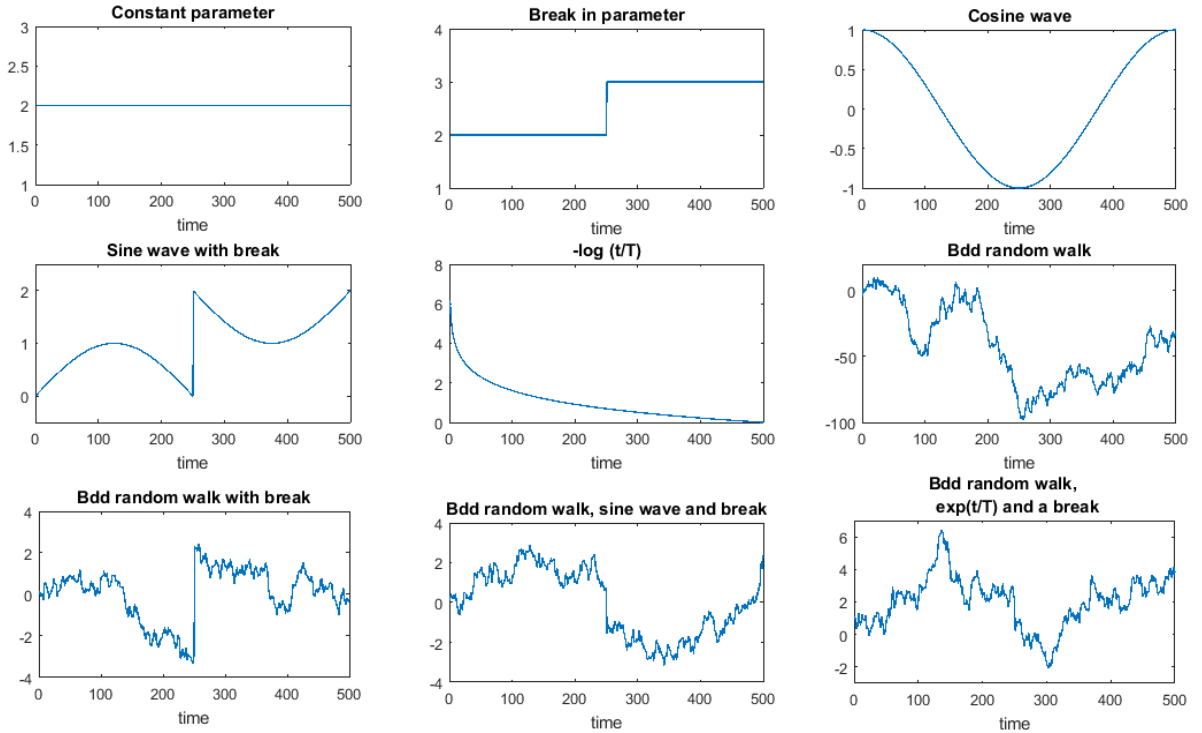 Constant parameter
3
2.5
2
1.5
1
0 100 200 300 400 500
time
Break in parameter
4
3
2
1
0 100 200 300 400 500
time
Cosine wave
1
0.5
0
-0.5
-1
0 100 200 300 400 500
time
Sine wave with break
2
1
0
0 100 200 300 400 500
time
-log (t/T)
8
6
4
2
0
0 100 200 300 400 500
time
Bdd random walk
0
-50
-100
0 100 200 300 400 500
time
Bdd random walk with break
4
2
0
-2
-4
0 100 200 300 400 500
time
Bdd random walk, sine wave and break
4
2
0
-2
-4
0 100 200 300 400 500
time
Bdd random walk,
exp(t/T) and a break
6
4
2
0
-2
0 100 200 300 400 500
time